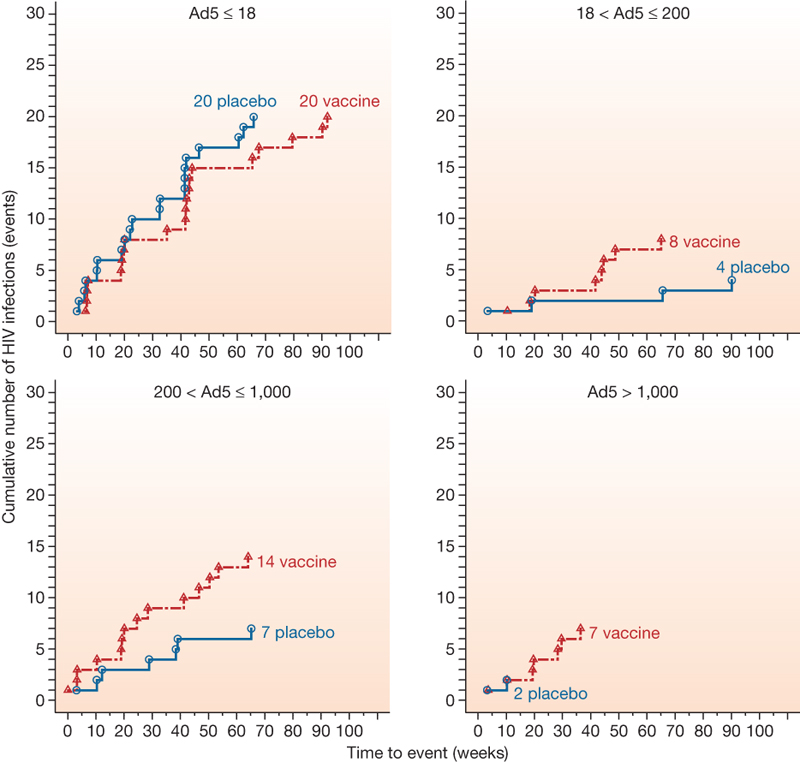 Cumulative number of HIV infections (events)
Ad5 ≤ 18
30
25
20
15
10
5
0
20 placebo
20 vaccine
0 10 20 30 40 50 60 70 80 90 100
18 < Ad5 ≤ 200
30
25
20
15
10
5
0
8 vaccine
4 placebo
0 10 20 30 40 50 60 70 80 90 100
200 < Ad5 ≤ 1,000
30
25
20
15
10
5
0
14 vaccine
7 placebo
0 10 20 30 40 50 60 70 80 90 100
Ad5 > 1,000
30
25
20
15
10
5
0
7 vaccine
2 placebo
0 10 20 30 40 50 60 70 80 90 100
Time to event (weeks)